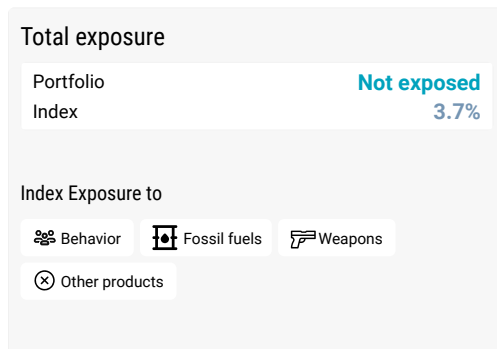 Total exposure
Portfolio Not exposed
Index 3.7%
Index Exposure to
Behavior Fossil fuels Weapons
Other products